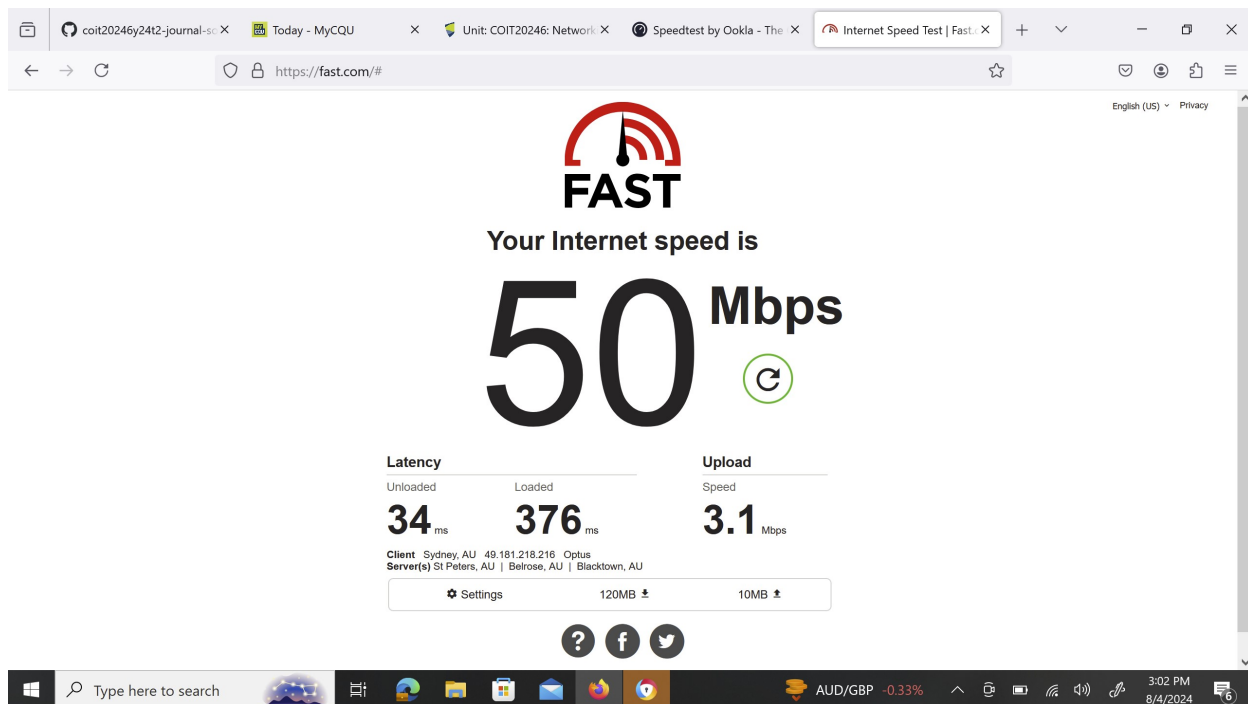 coit20246y24t2-journal-sc
Today - MyCQU
Unit: COIT20246: Network
Speedtest by Ookla - The
Internet Speed Test | Fast.c
https://fast.com/#
English (US) Privacy
FAST
Your Internet speed is
50 Mbps
Latency Upload
Unloaded Loaded Speed
34 ms 376 ms 3.1 Mbps
Client Sydney, AU 49.181.218.216 Optus
Server(s) St Peters, AU | Belrose, AU | Blacktown, AU
Settings 120MB 10MB
?
f
Type here to search
AUD/GBP -0.33%
3:02 PM
8/4/2024
6